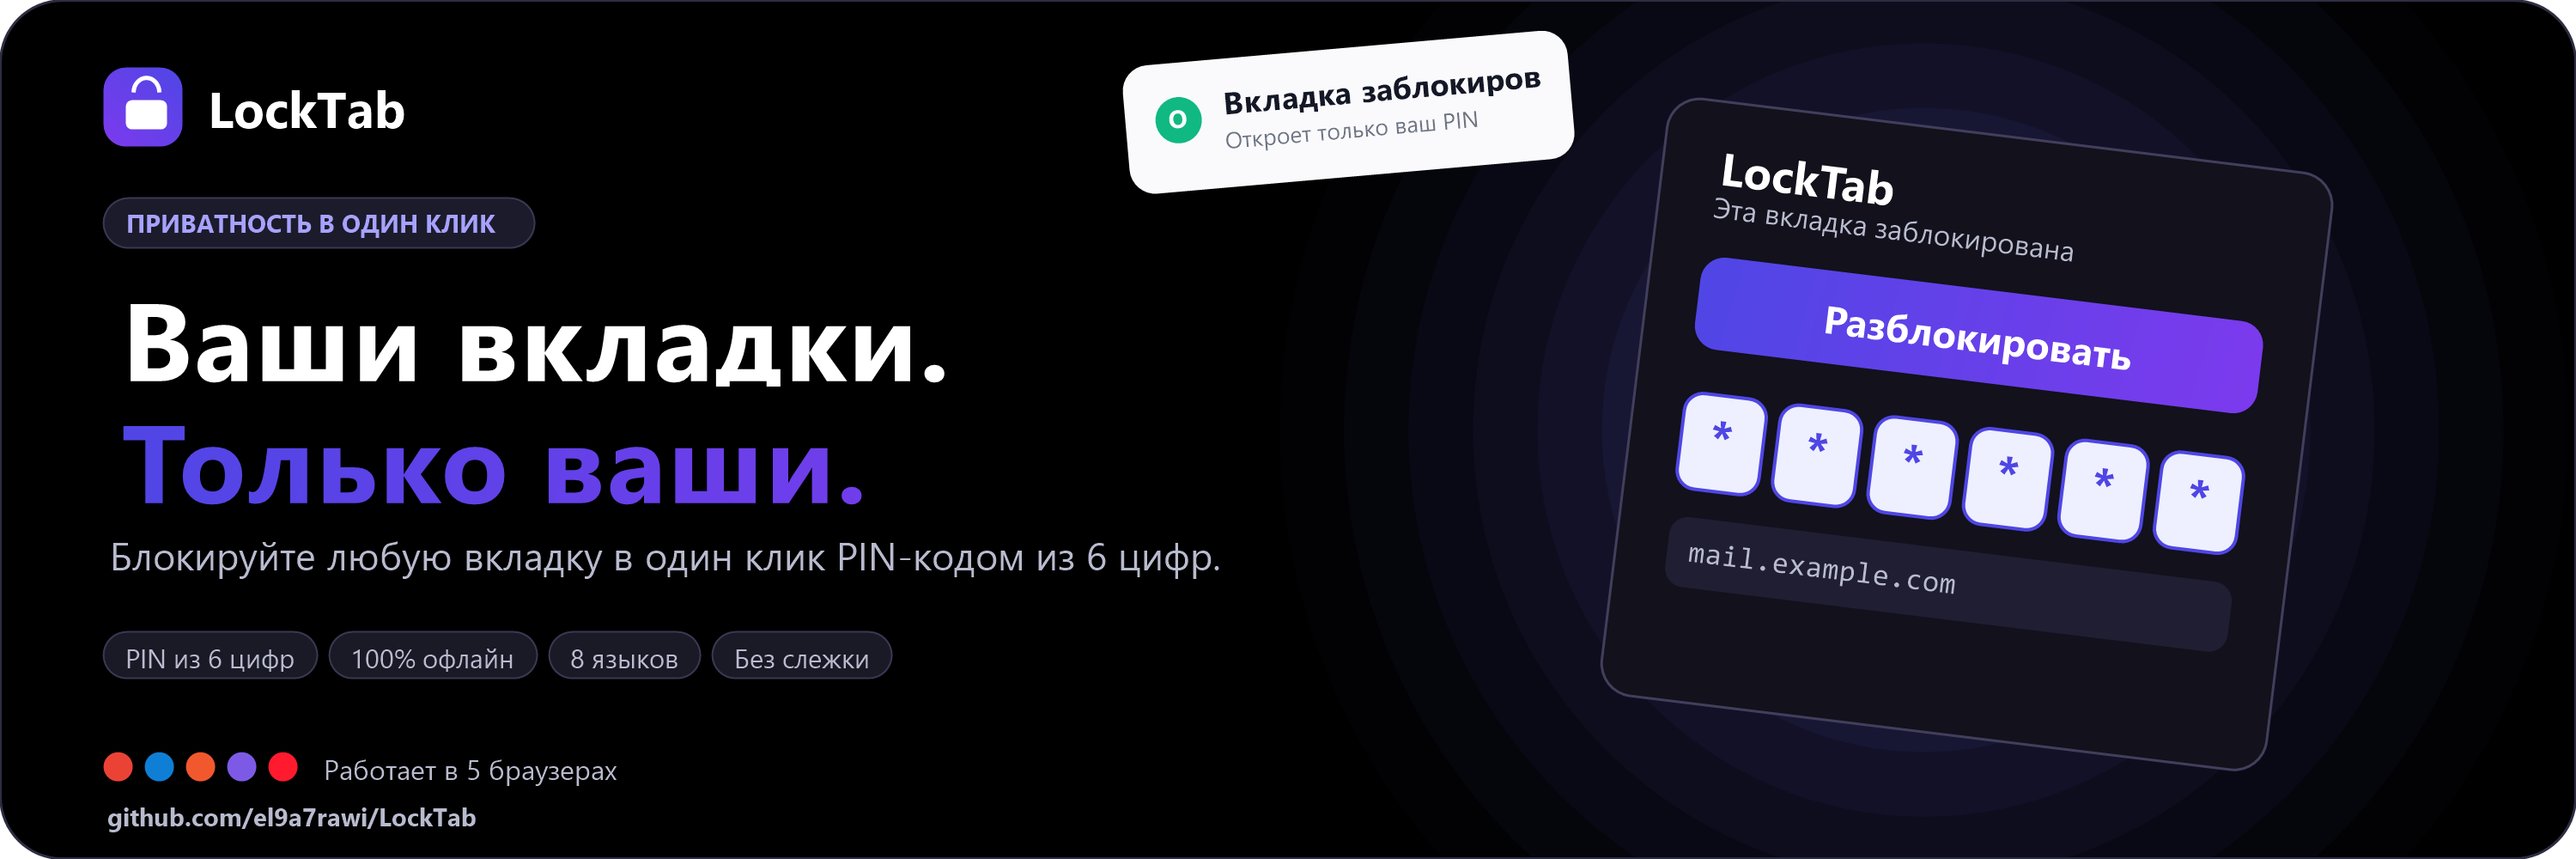 LockTab
ПРИВАТНОСТЬ В ОДИН КЛИК
Ваши вкладки.
Только ваши.
Блокируйте любую вкладку в один клик PIN-кодом из 6 цифр.
PIN из 6 цифр
100% офлайн
8 языков
Без слежки
Работает в 5 браузерах
github.com/el9a7rawi/LockTab
O
Вкладка заблокиров
Откроет только ваш PIN
LockTab
Эта вкладка заблокирована
Разблокировать
* * * * * *
mail.example.com